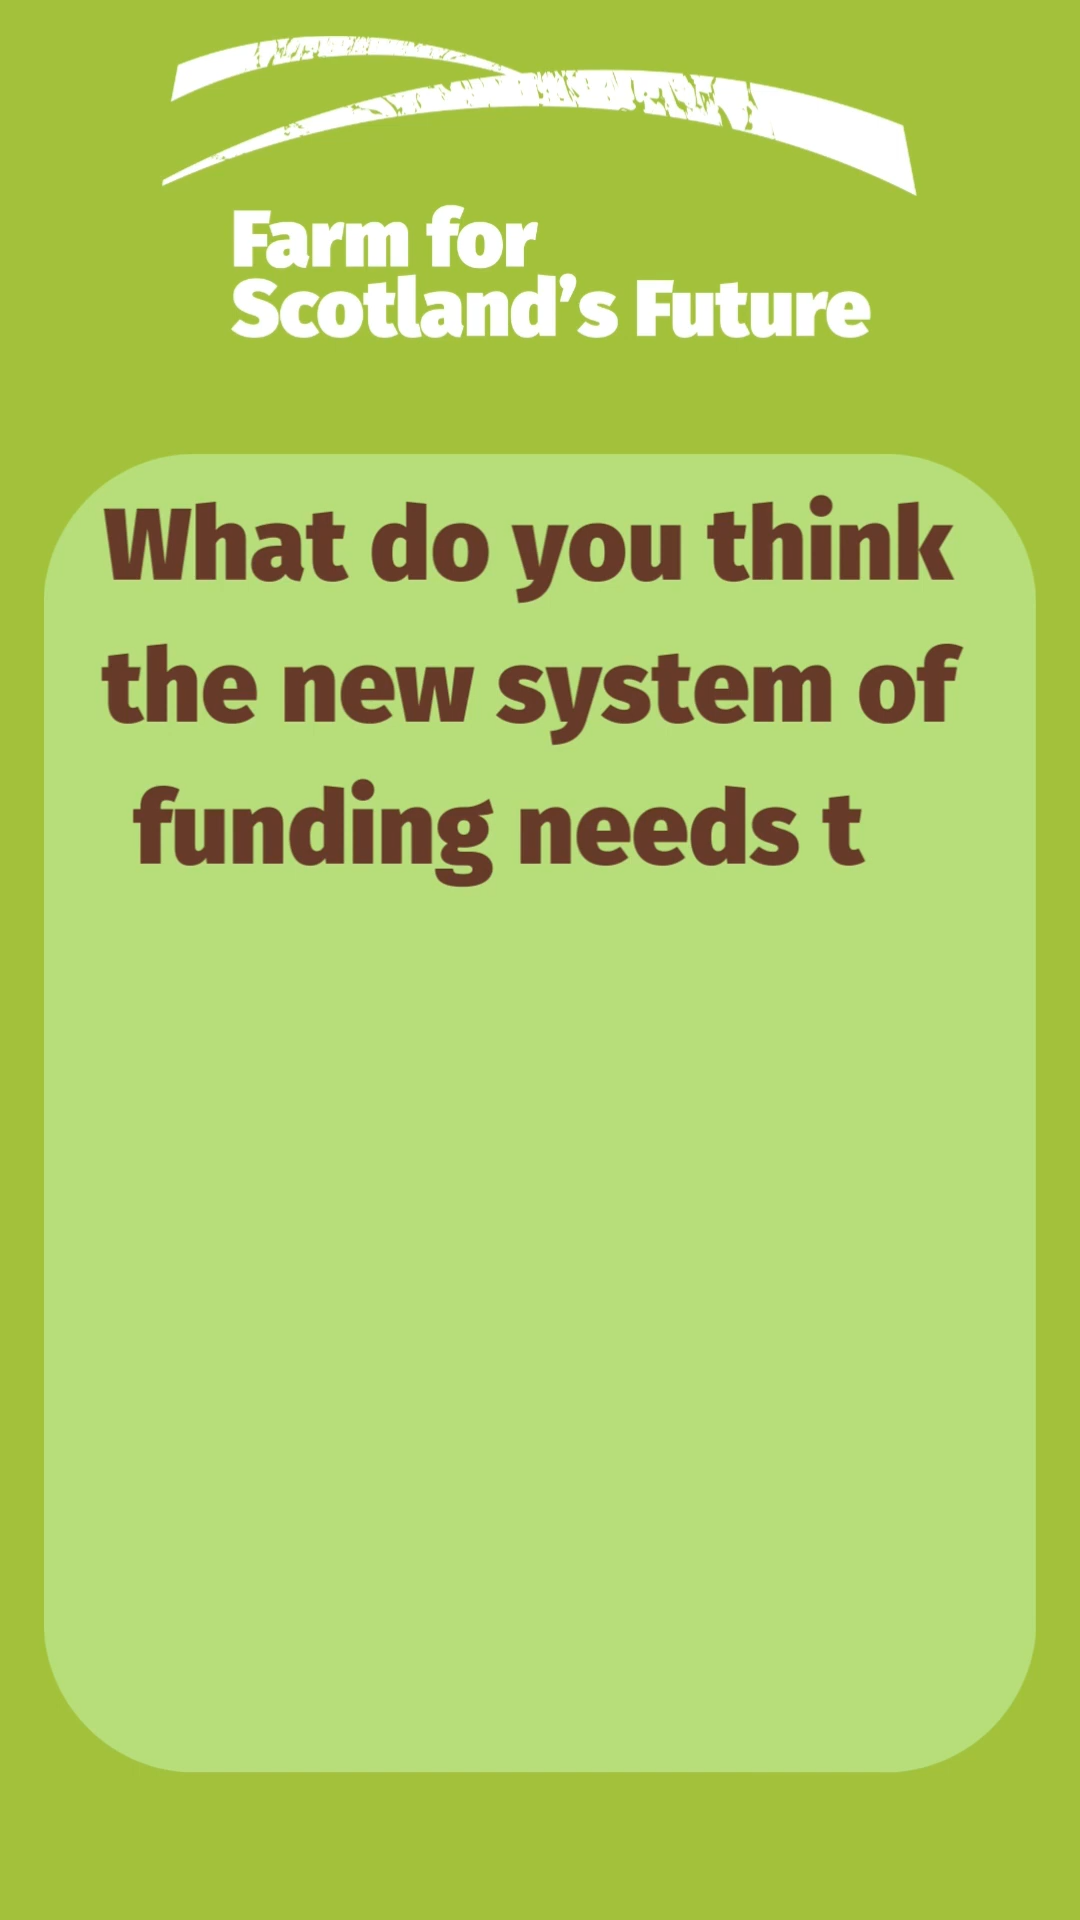 Farm for
Scotland’s Future
What do you think
the new system of
funding needs t